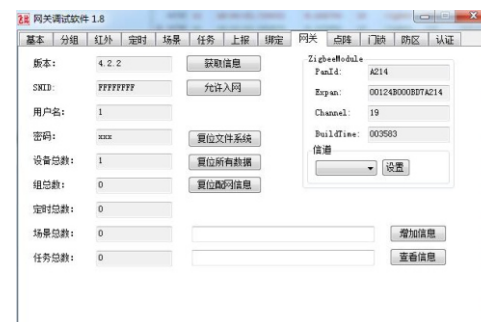 网关调试软件 1.8
基本 分组 红外 定时 场景 任务 上报 绑定 网关 点阵 门锁 防区 认证
版本: 4.2.2 获取信息 ZigbeeModule
PanId: A214
SNID: FFFFFFFF 允许入网 Expan: 00124B000BD7A214
用户名: 1 Channel: 19
密码: xxx 复位文件系统 BuildTime: 003583
信道
设备总数: 1 复位所有数据 设置
组总数: 0 复位配网信息
定时总数: 0
场景总数: 0 增加信息
任务总数: 0 查看信息